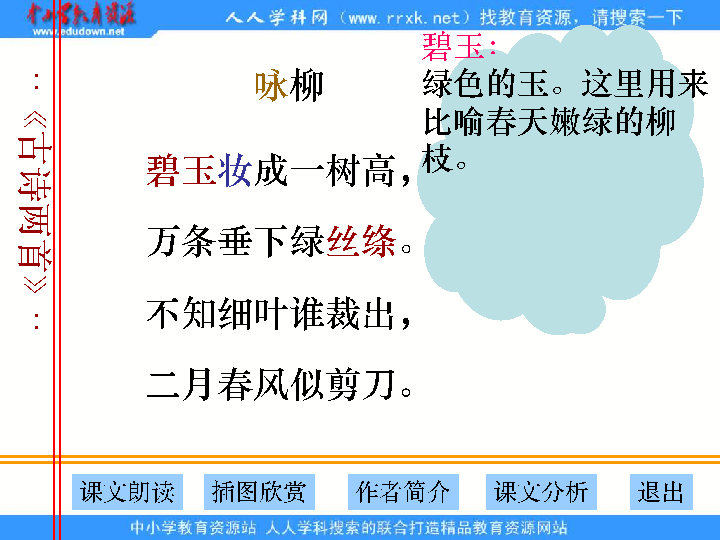 中小学教育资源
www.edudown.net
人人学科网（www.rrxk.net）找教育资源，请搜索一下
：《古诗两首》：
咏柳
碧玉妆成一树高，
万条垂下绿丝绦。
不知细叶谁裁出，
二月春风似剪刀。
碧玉：
绿色的玉。这里用来
比喻春天嫩绿的柳
枝。
课文朗读
插图欣赏
作者简介
课文分析
退出
中小学教育资源站 人人学科搜索的联合打造精品教育资源网站